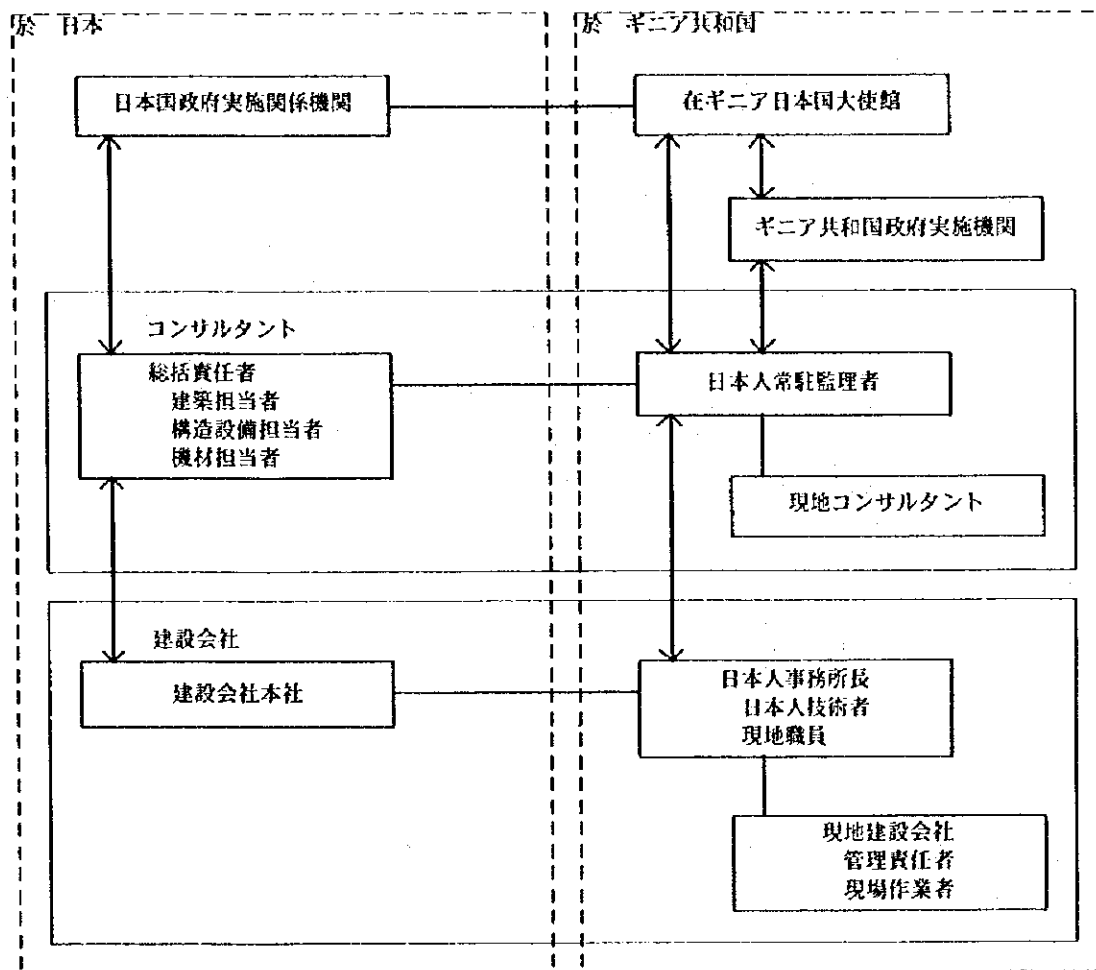 於 日本
於 ギニア共和国
日本国政府実施関係機関
在ギニア日本国大使館
ギニア共和国政府実施機関
コンサルタント
総括責任者
建築担当者
構造設備担当者
機材担当者
日本人常駐監理者
現地コンサルタント
建設会社
建設会社本社
日本人事務所長
日本人技術者
現地職員
現地建設会社
管理責任者
現場作業者